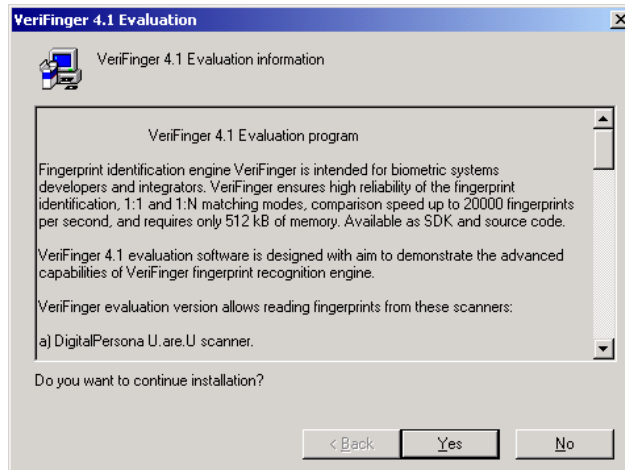 VeriFinger 4.1 Evaluation
VeriFinger 4.1 Evaluation information
VeriFinger 4.1 Evaluation program
Fingerprint identification engine VeriFinger is intended for biometric systems
developers and integrators. VeriFinger ensures high reliability of the fingerprint
identification, 1:1 and 1:N matching modes, comparison speed up to 20000 fingerprints
per second, and requires only 512 kB of memory. Available as SDK and source code.
VeriFinger 4.1 evaluation software is designed with aim to demonstrate the advanced
capabilities of VeriFinger fingerprint recognition engine.
VeriFinger evaluation version allows reading fingerprints from these scanners:
a) DigitalPersona U.are.U scanner.
Do you want to continue installation?
< Back
Yes
No